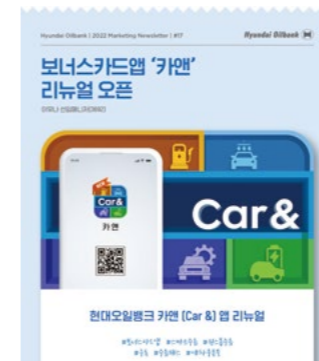 Hyundai Oilbank | 2022 Marketing Newsletter | #17
Hyundai Oilbank
보너스카드앱 '카앤'
리뉴얼 오픈
Car&
카앤
Car&
현대오일뱅크 카앤 (Car &) 앱 리뉴얼